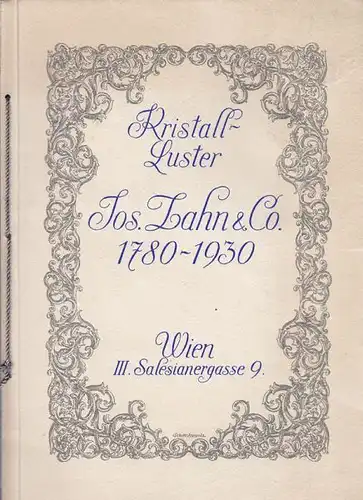 Kristall-
Luster
Jos. Zahn & Co.
1780-1930
Wien
III. Salesianergasse 9.